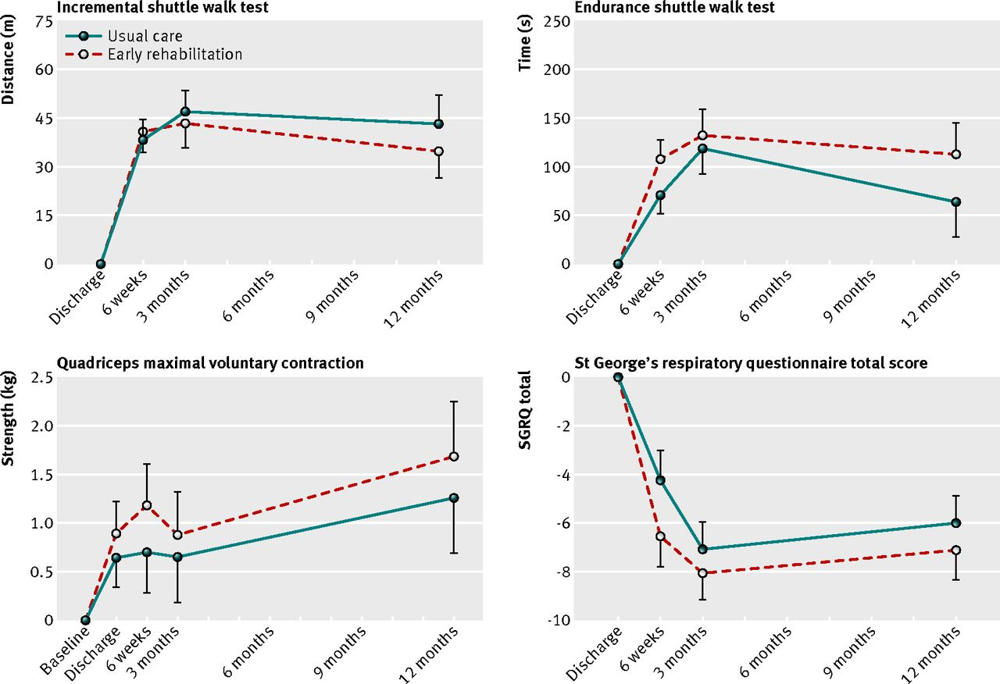 Incremental shuttle walk test
Distance (m)
75
60
45
30
15
0
Usual care
Early rehabilitation
Discharge
6 weeks
3 months
6 months
9 months
12 months
Endurance shuttle walk test
Time (s)
250
200
150
100
50
0
Discharge
6 weeks
3 months
6 months
9 months
12 months
Quadriceps maximal voluntary contraction
Strength (kg)
2.5
2.0
1.5
1.0
0.5
0
Baseline
Discharge
6 weeks
3 months
6 months
9 months
12 months
St George’s respiratory questionnaire total score
SGRQ total
0
-2
-4
-6
-8
-10
Discharge
6 weeks
3 months
6 months
9 months
12 months